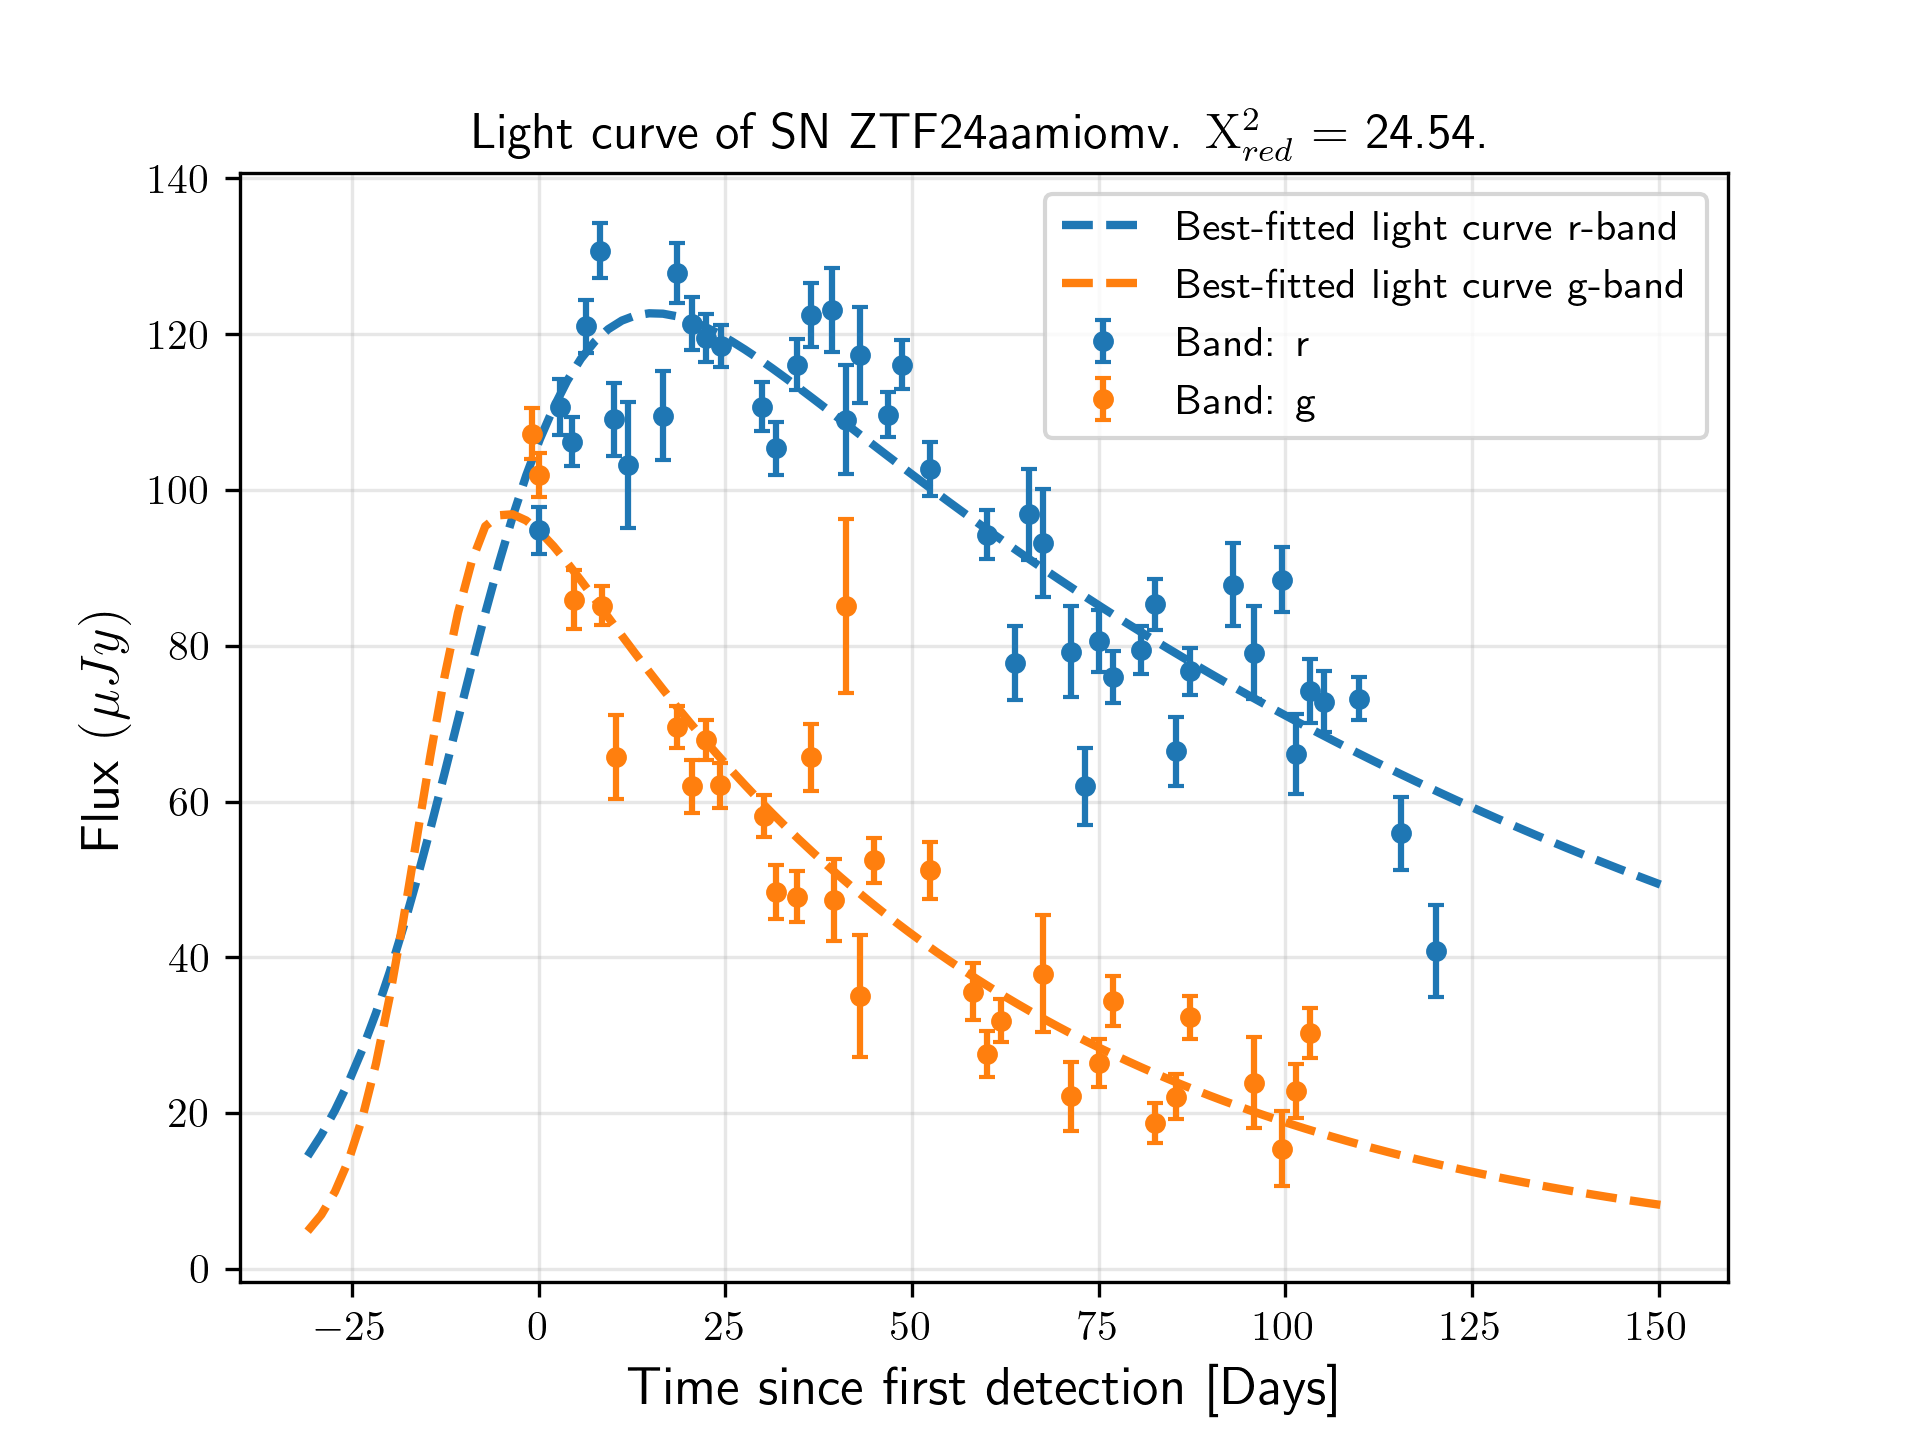 Light curve of SN ZTF24aamiomv. X²_red = 24.54.
140
120
100
80
60
40
20
0
Flux (μJy)
Best-fitted light curve r-band
Best-fitted light curve g-band
Band: r
Band: g
−25 0 25 50 75 100 125 150
Time since first detection [Days]